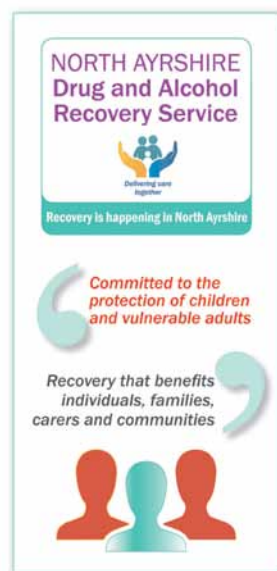 NORTH AYRSHIRE
Drug and Alcohol
Recovery Service
Delivering care
together
Recovery is happening in North Ayrshire
Committed to the
protection of children
and vulnerable adults
Recovery that benefits
individuals, families,
carers and communities